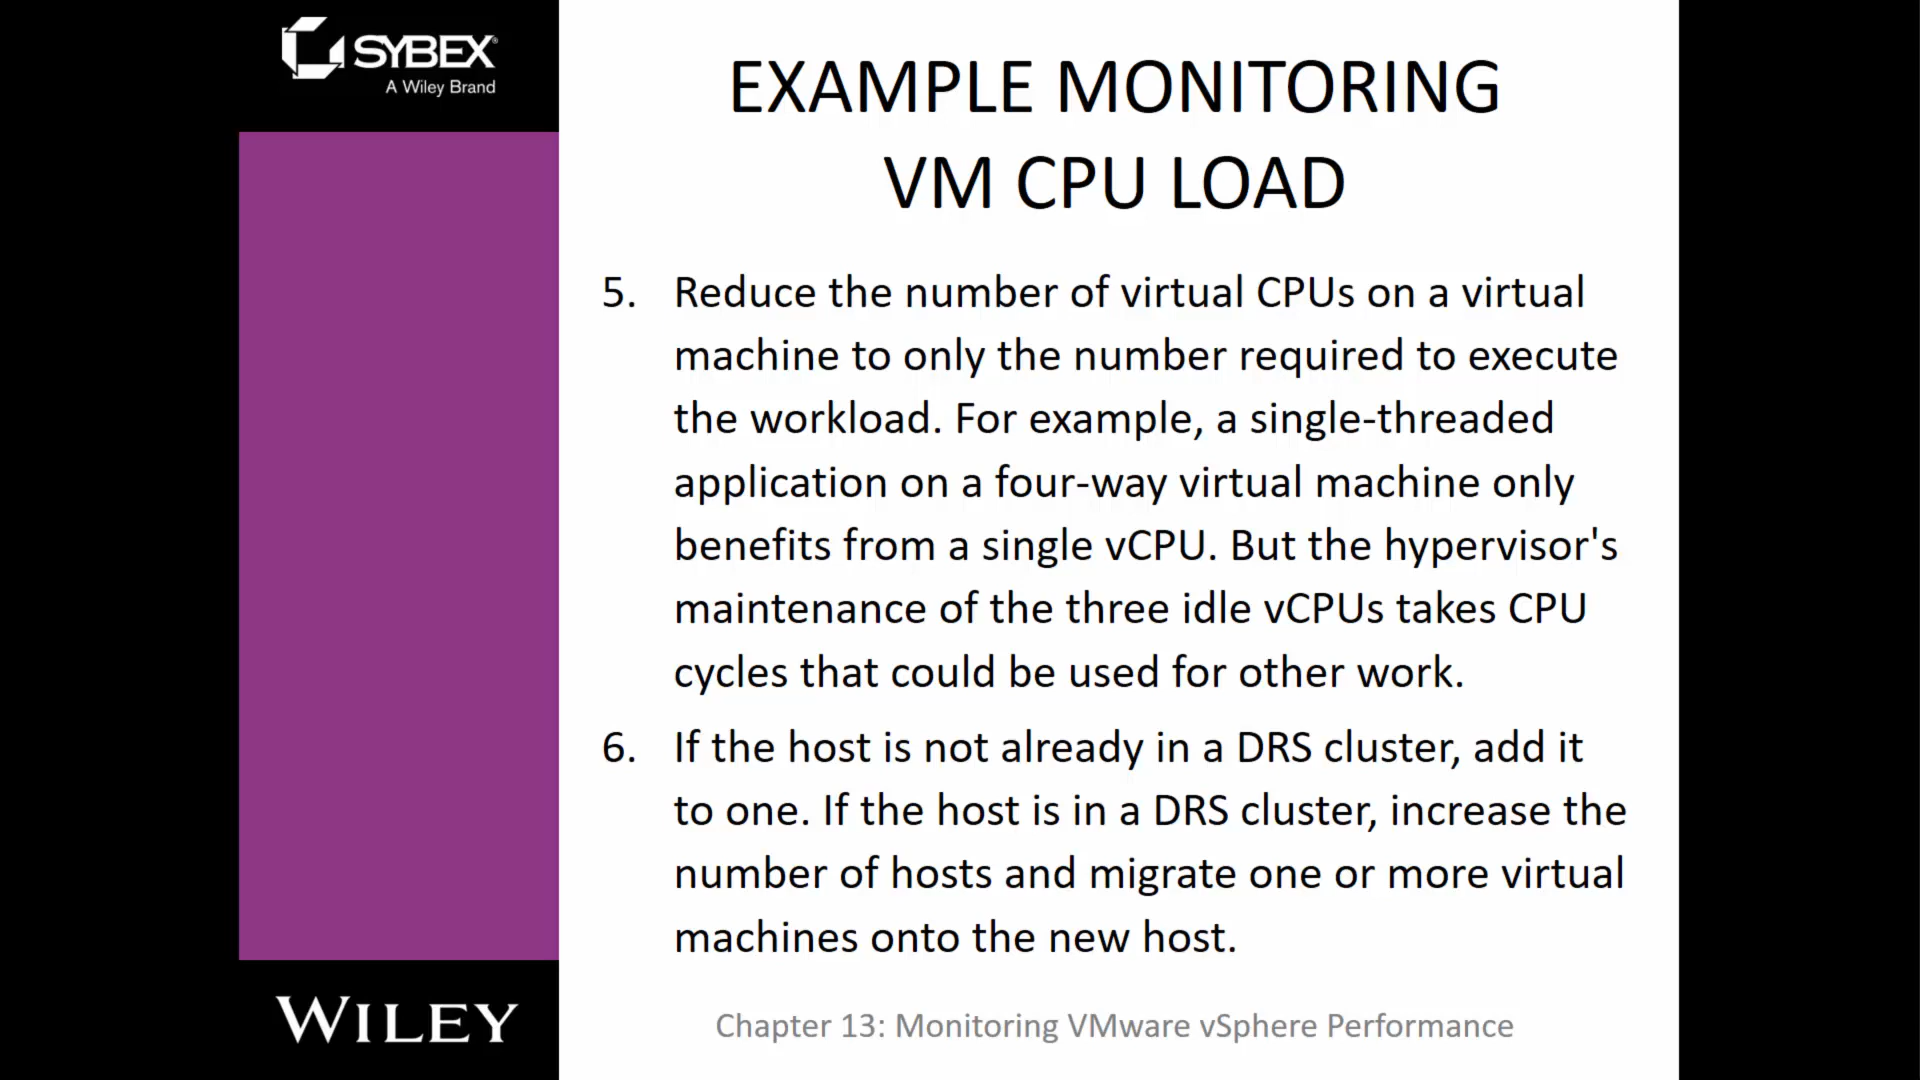 SYBEX®
A Wiley Brand
EXAMPLE MONITORING
VM CPU LOAD
5. Reduce the number of virtual CPUs on a virtual
machine to only the number required to execute
the workload. For example, a single-threaded
application on a four-way virtual machine only
benefits from a single vCPU. But the hypervisor's
maintenance of the three idle vCPUs takes CPU
cycles that could be used for other work.
6. If the host is not already in a DRS cluster, add it
to one. If the host is in a DRS cluster, increase the
number of hosts and migrate one or more virtual
machines onto the new host.
WILEY
Chapter 13: Monitoring VMware vSphere Performance